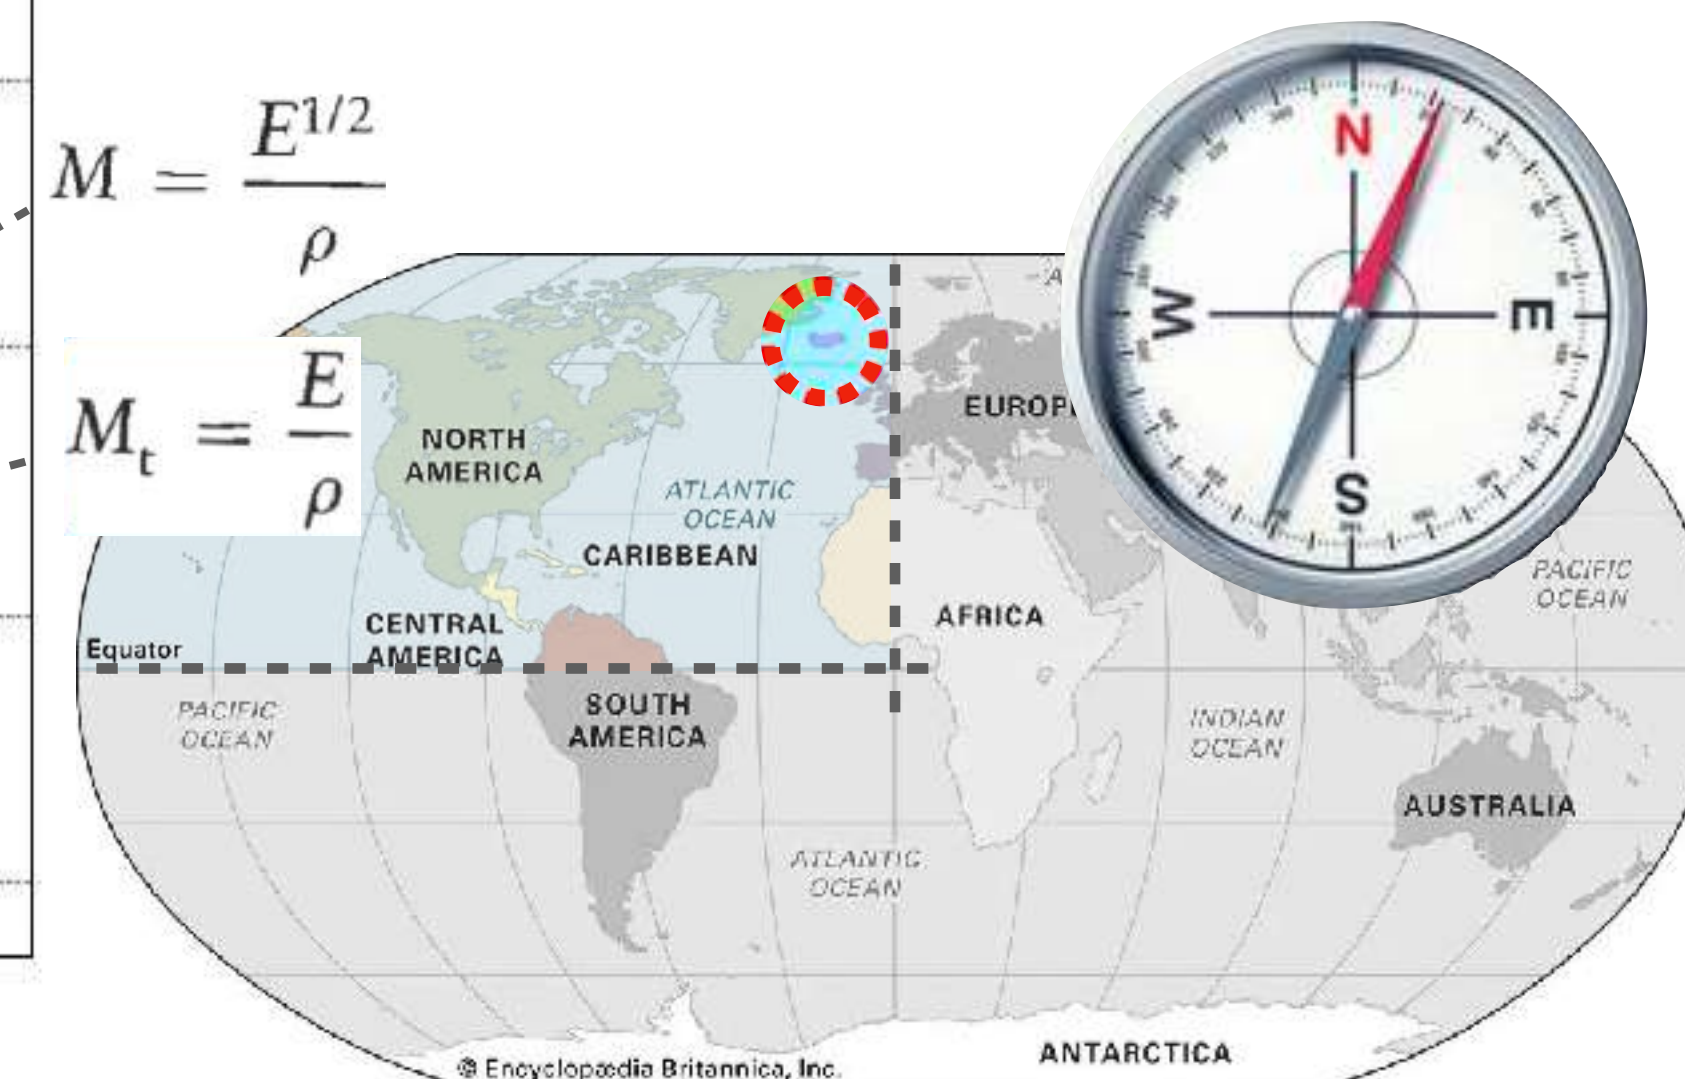 M = E^{1/2} / ρ
M_t = E / ρ
N
E
S
W
A
EUROP
NORTH
AMERICA
ATLANTIC
OCEAN
CARIBBEAN
PACIFIC
OCEAN
AFRICA
CENTRAL
AMERICA
Equator
SOUTH
AMERICA
PACIFIC
OCEAN
INDIAN
OCEAN
AUSTRALIA
ATLANTIC
OCEAN
ANTARCTICA
© Encyclopædia Britannica, Inc.